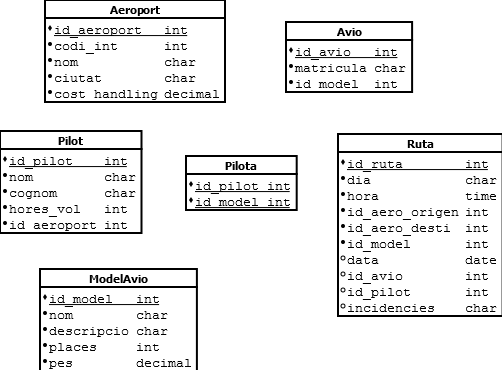 Aeroport
id_aeroport int
codi_int int
nom char
ciutat char
cost_handling decimal
Avio
id_avio int
matricula char
id_model int
Pilot
id_pilot int
nom char
cognom char
hores_vol int
id_aeroport int
Pilota
id_pilot int
id_model int
Ruta
id_ruta int
dia char
hora time
id_aero_origen int
id_aero_desti int
id_model int
data date
id_avio int
id_pilot int
incidencies char
ModelAvio
id_model int
nom char
descripcio char
places int
pes decimal